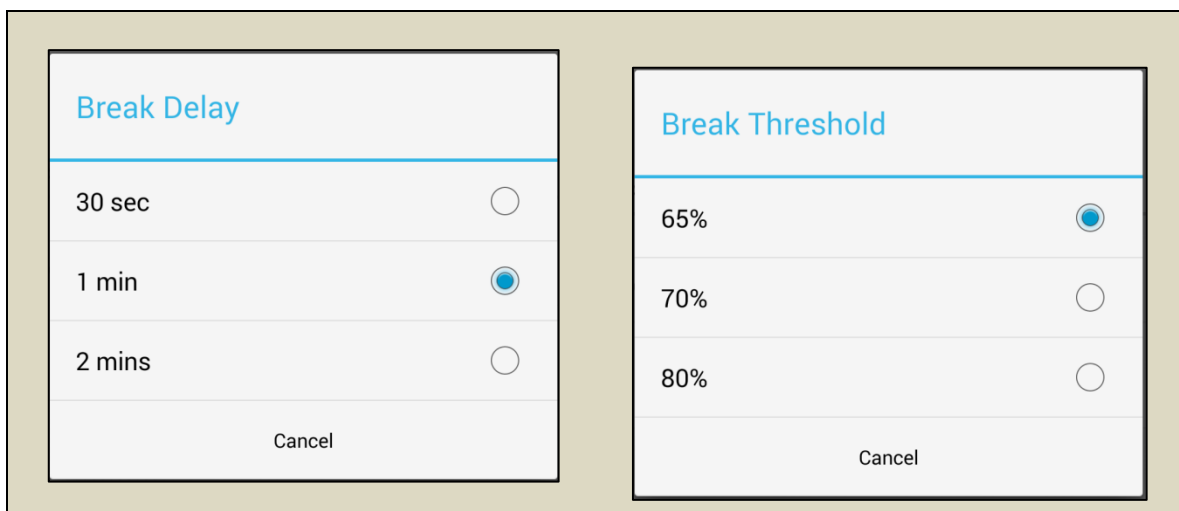 Break Delay
30 sec
1 min
2 mins
Cancel
Break Threshold
65%
70%
80%
Cancel